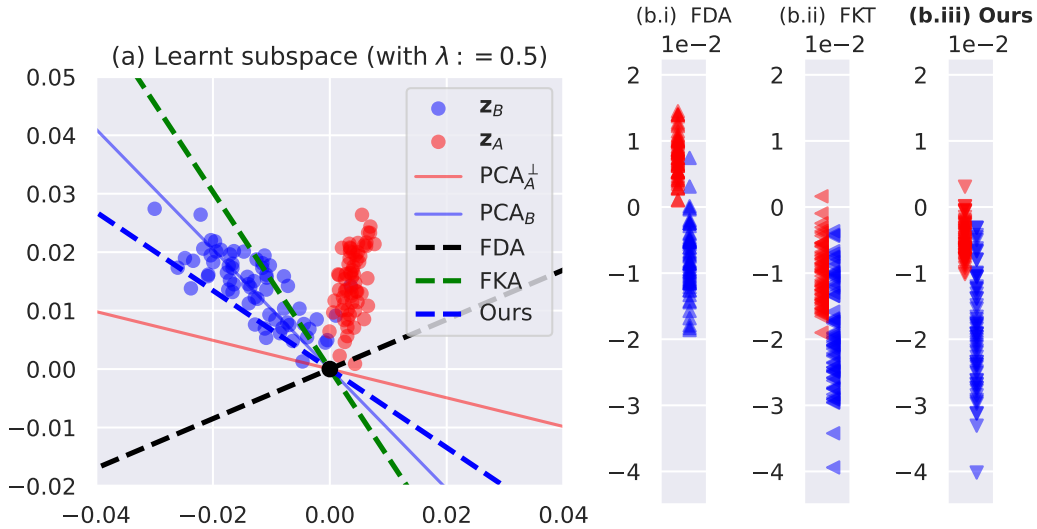 (a) Learnt subspace (with λ := 0.5)
0.05
0.04
0.03
0.02
0.01
0.00
−0.01
−0.02
−0.04
−0.02
0.00
0.02
0.04
z_B
z_A
PCA_A^⊥
PCA_B
FDA
FKA
Ours
(b.i) FDA
1e−2
2
1
0
−1
−2
−3
−4
(b.ii) FKT
1e−2
2
1
0
−1
−2
−3
−4
(b.iii) Ours
1e−2
2
1
0
−1
−2
−3
−4